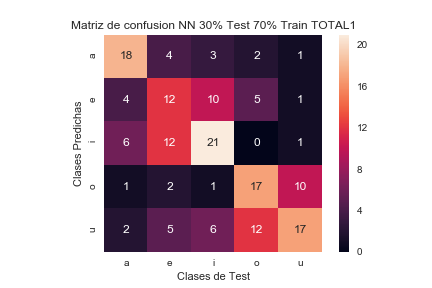 Matriz de confusion NN 30% Test 70% Train TOTAL1
Clases Predichas
a 18 4 3 2 1
e 4 12 10 5 1
i 6 12 21 0 1
o 1 2 1 17 10
u 2 5 6 12 17
a e i o u
Clases de Test
20
16
12
8
4
0